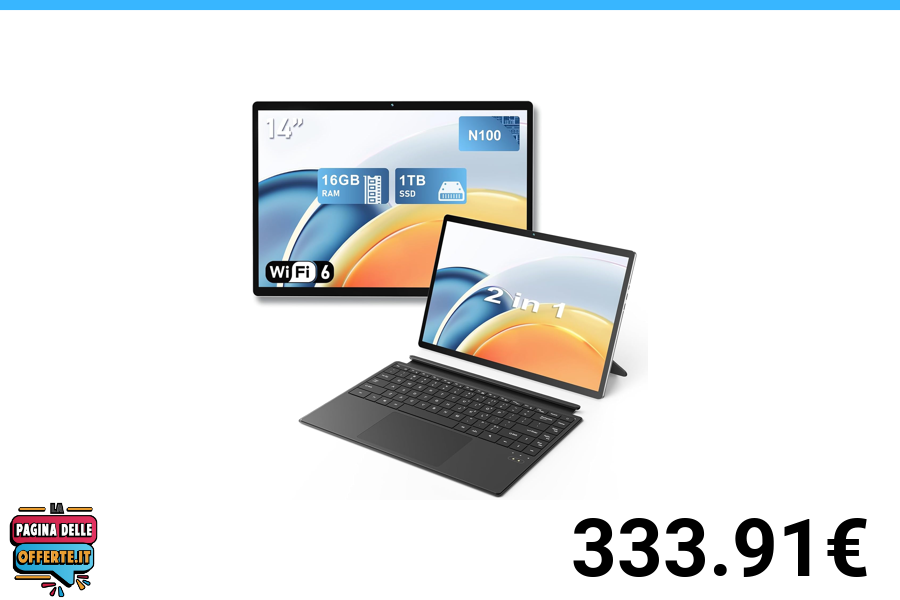 14”
N100
16GB
RAM
1TB
SSD
WiFi 6
2 in 1
LA
PAGINA DELLE
OFFERTE.IT
333.91€